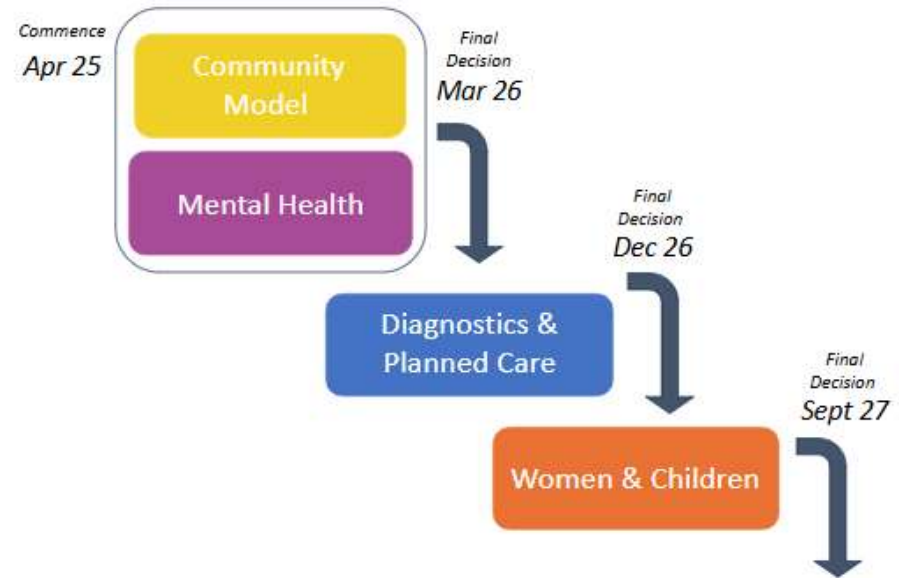 Commence
Apr 25
Community
Model
Mental Health
Final
Decision
Mar 26
Diagnostics &
Planned Care
Final
Decision
Dec 26
Women & Children
Final
Decision
Sept 27